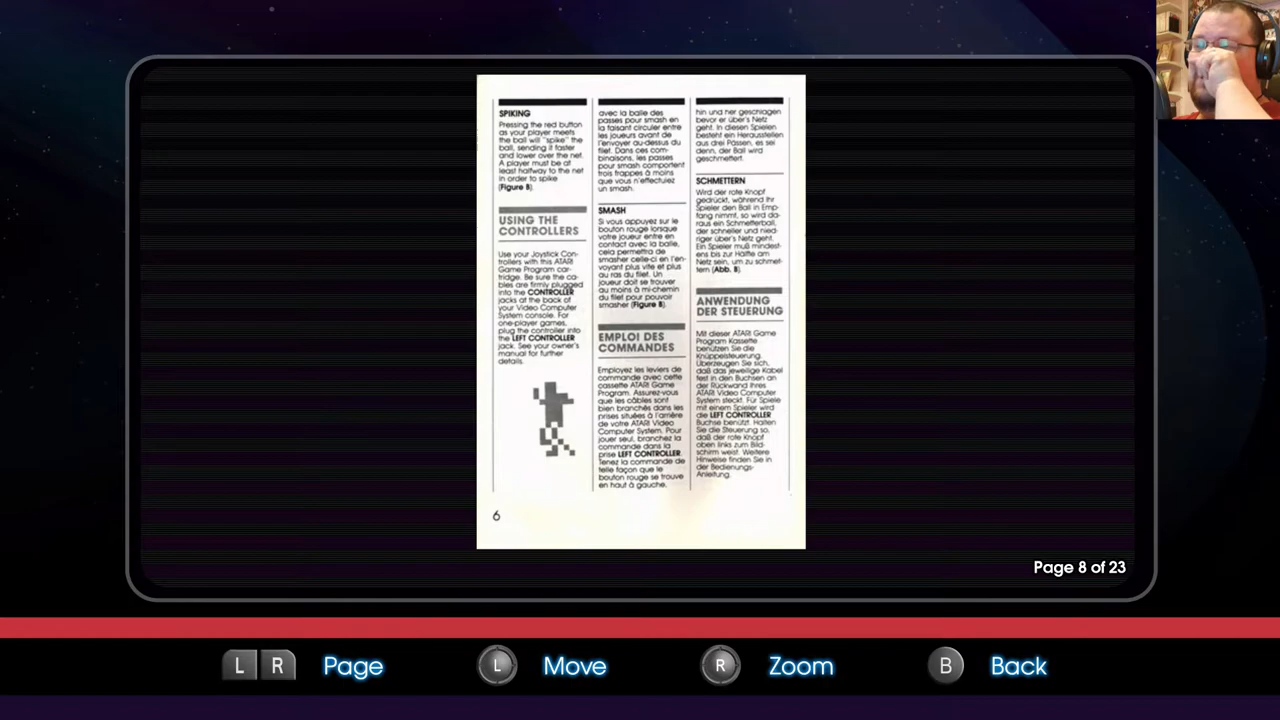 SPIKING
Pressing the red button
as your player meets
the ball will "spike" the
ball, sending it faster
and lower over the net.
A player must be at
least halfway to the net
in order to spike
(Figure B).
USING THE
CONTROLLERS
Use your Joystick Con-
trollers with this ATARI
Game Program car-
tridge. Be sure the ca-
bles are firmly plugged
into the CONTROLLER
jacks at the back of
your Video Computer
System console. For
one-player games,
plug the controller into
the LEFT CONTROLLER
jack. See your owner's
manual for further
details.
6
avec la balle des
passes pour smash en
la faisant circuler entre
les joueurs avant de
l'envoyer au-dessus du
filet. Dans ces com-
binaisons, les passes
pour smash comportent
trois frappes à moins
que vous n'effectuiez
un smash.
SMASH
Si vous appuyez sur le
bouton rouge lorsque
votre joueur entre en
contact avec la balle,
cela permettra de
smasher celle-ci en l'en-
voyant plus vite et plus
au ras du filet. Un
joueur doit se trouver
au moins à mi-chemin
du filet pour pouvoir
smasher (Figure B).
EMPLOI DES
COMMANDES
Employez les leviers de
commande avec cette
cassette ATARI Game
Program. Assurez-vous
que les câbles sont
bien branchés dans les
prises situées à l'arrière
de votre ATARI Video
Computer System. Pour
jouer seul, branchez la
commande dans la
prise LEFT CONTROLLER.
Tenez la commande de
telle façon que le
bouton rouge se trouve
en haut à gauche.
hin und her geschlagen
bevor er über's Netz
geht. In diesen Spielen
besteht ein Herausstellen
aus drei Pässen, es sei
denn, der Ball wird
geschmettert.
SCHMETTERN
Wird der rote Knopf
gedrückt, während Ihr
Spieler den Ball in Emp-
fang nimmt, so wird da-
raus ein Schmetterball,
der schneller und nied-
riger über's Netz geht.
Ein Spieler muß mindest-
ens bis zur Hälfte am
Netz sein, um zu schmet-
tern (Abb. B).
ANWENDUNG
DER STEUERUNG
Mit dieser ATARI Game
Program Kassette
benützen Sie die
Knüppelsteuerung.
Überzeugen Sie sich,
daß das jeweilige Kabel
fest in den Buchsen an
der Rückwand Ihres
ATARI Video Computer
System steckt. Für Spiele
mit einem Spieler wird
die LEFT CONTROLLER
Buchse benützt. Halten
Sie die Steuerung so,
daß der rote Knopf
oben links zum Bild-
schirm weist. Weitere
Hinweise finden Sie in
der Bedienungs-
Anleitung.
Page 8 of 23
L R Page
L Move
R Zoom
B Back